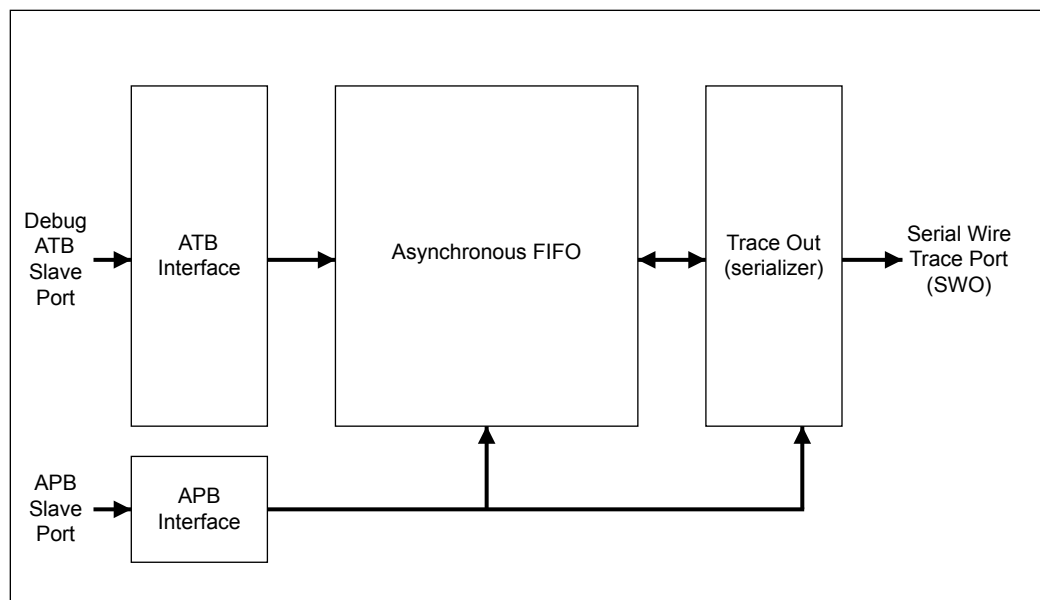 Debug
ATB
Slave
Port
ATB
Interface
Asynchronous FIFO
Trace Out
(serializer)
Serial Wire
Trace Port
(SWO)
APB
Slave
Port
APB
Interface